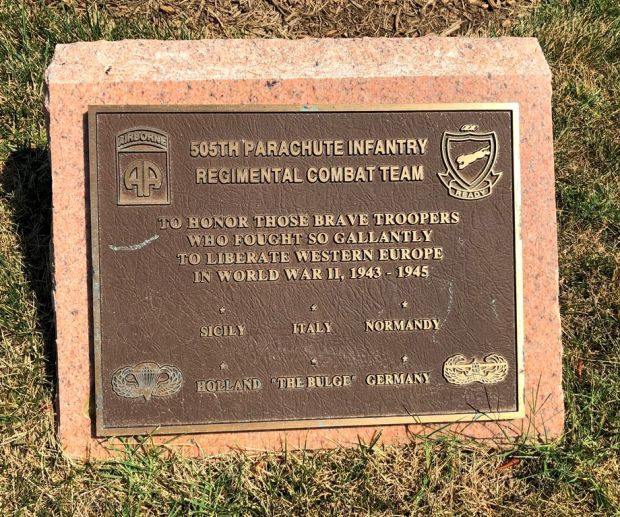 AIRBORNE
AA
505TH PARACHUTE INFANTRY
REGIMENTAL COMBAT TEAM
TO HONOR THOSE BRAVE TROOPERS
WHO FOUGHT SO GALLANTLY
TO LIBERATE WESTERN EUROPE
IN WORLD WAR II, 1943 - 1945
SICILY ITALY NORMANDY
HOLLAND "THE BULGE" GERMANY